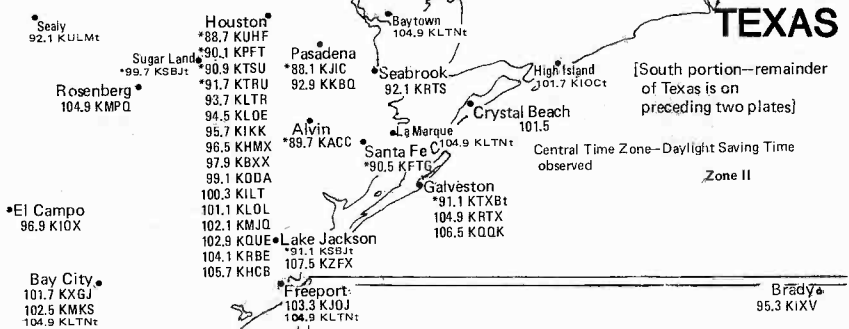 TEXAS
[South portion--remainder
of Texas is on
preceding two plates]
Central Time Zone--Daylight Saving Time
observed
Zone II
Sealy
92.1 KULMt
Sugar Land
*99.7 KSBJt
Rosenberg
104.9 KMPQ
Houston
*88.7 KUHF
*90.1 KPFT
*90.9 KTSU
*91.7 KTRU
93.7 KLTR
94.5 KLOE
95.7 KIKK
96.5 KHMX
97.9 KBXX
99.1 KODA
100.3 KILT
101.1 KLOL
102.1 KMJQ
102.9 KQUE
104.1 KRBE
105.7 KHCB
Pasadena
*88.1 KJIC
92.9 KKBQ
Baytown
104.9 KLTNt
Seabrook
92.1 KRTS
High Island
101.7 KIOCt
Crystal Beach
101.5
Alvin
*89.7 KACC
La Marque
104.9 KLTNt
Santa Fe
*90.5 KFTG
Galveston
*91.1 KTXBt
104.9 KRTX
106.5 KQQK
*El Campo
96.9 KIOX
Lake Jackson
*91.1 KSBJt
107.5 KZFX
Bay City
101.7 KXGJ
102.5 KMKS
104.9 KLTNt
Freeport
103.3 KJOJ
104.9 KLTNt
Brady
95.3 KIXV